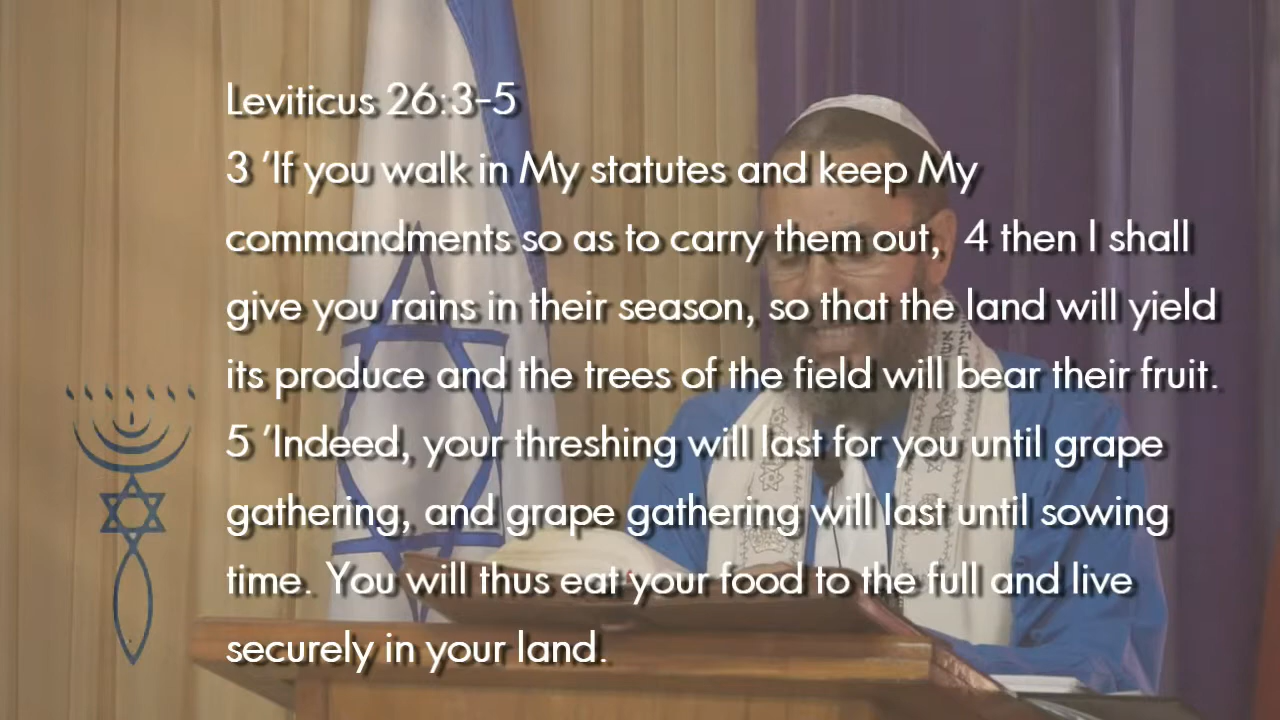 Leviticus 26:3-5
3 ‘If you walk in My statutes and keep My
commandments so as to carry them out,  4 then I shall
give you rains in their season, so that the land will yield
its produce and the trees of the field will bear their fruit.
5 ‘Indeed, your threshing will last for you until grape
gathering, and grape gathering will last until sowing
time. You will thus eat your food to the full and live
securely in your land.